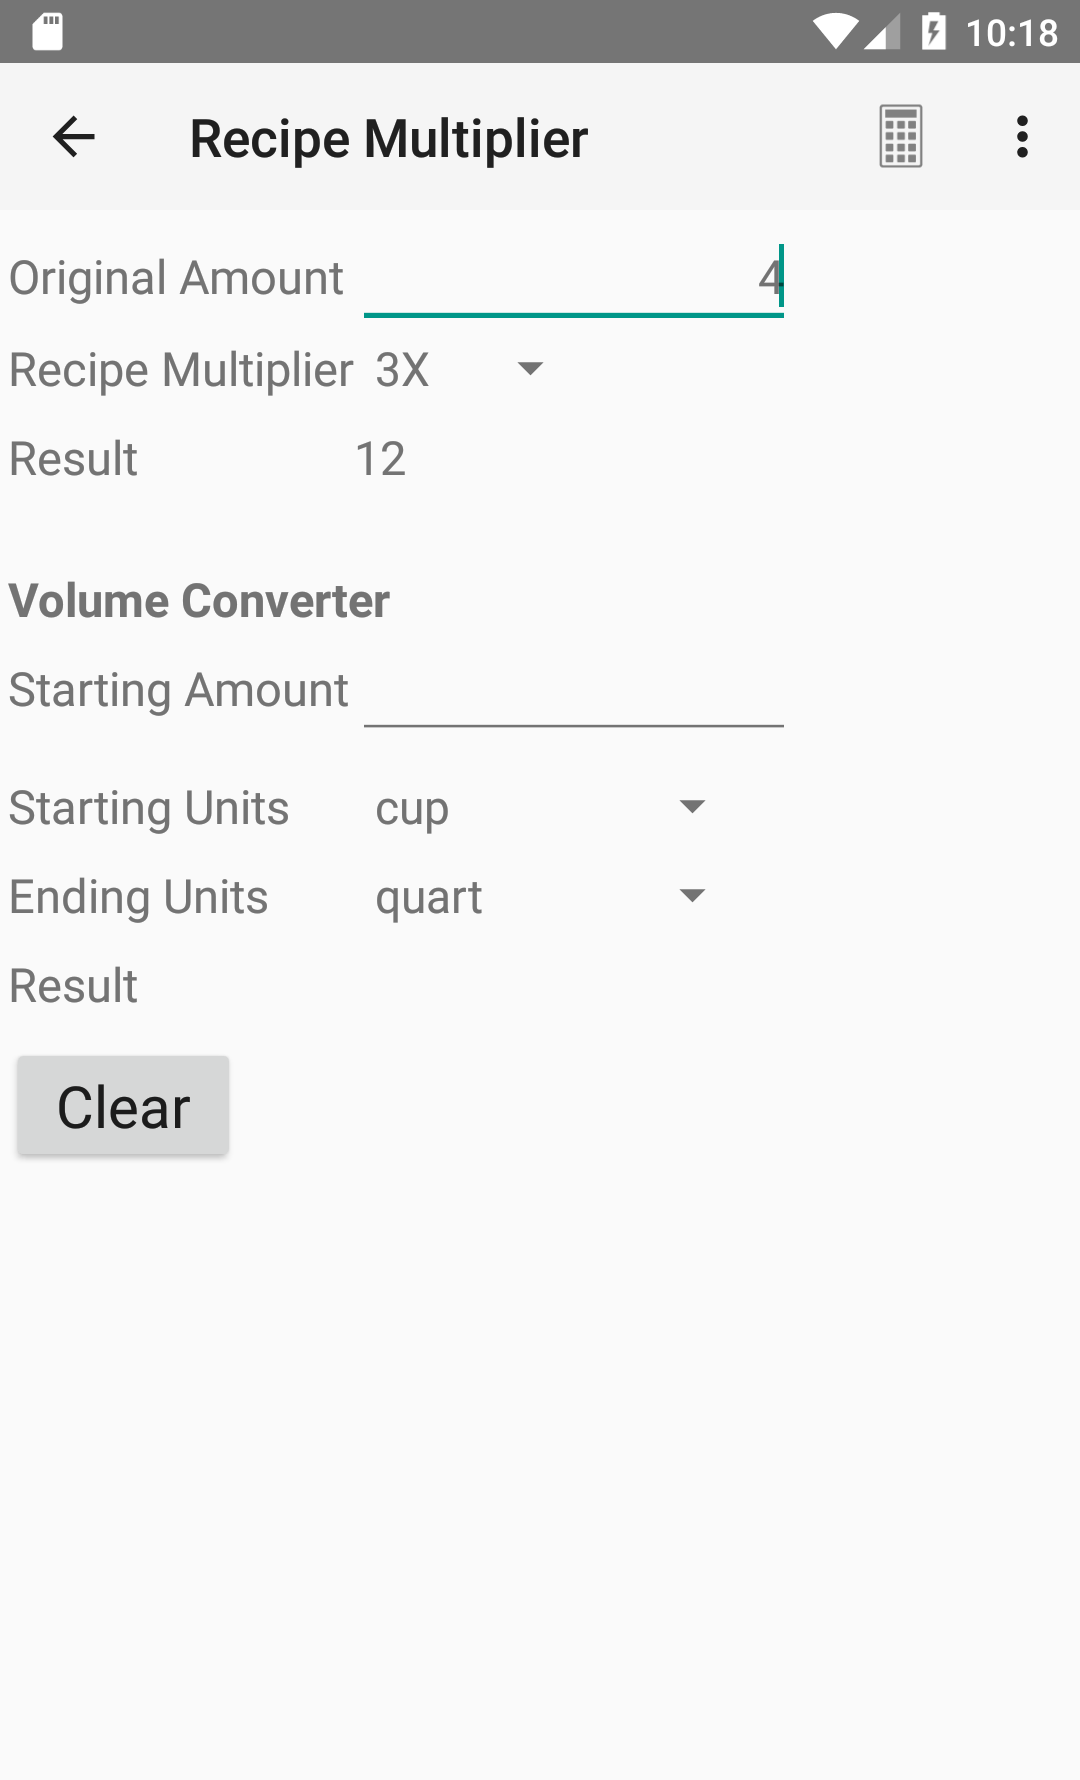 10:18
Recipe Multiplier
Original Amount 4
Recipe Multiplier 3X
Result 12
Volume Converter
Starting Amount
Starting Units cup
Ending Units quart
Result
Clear